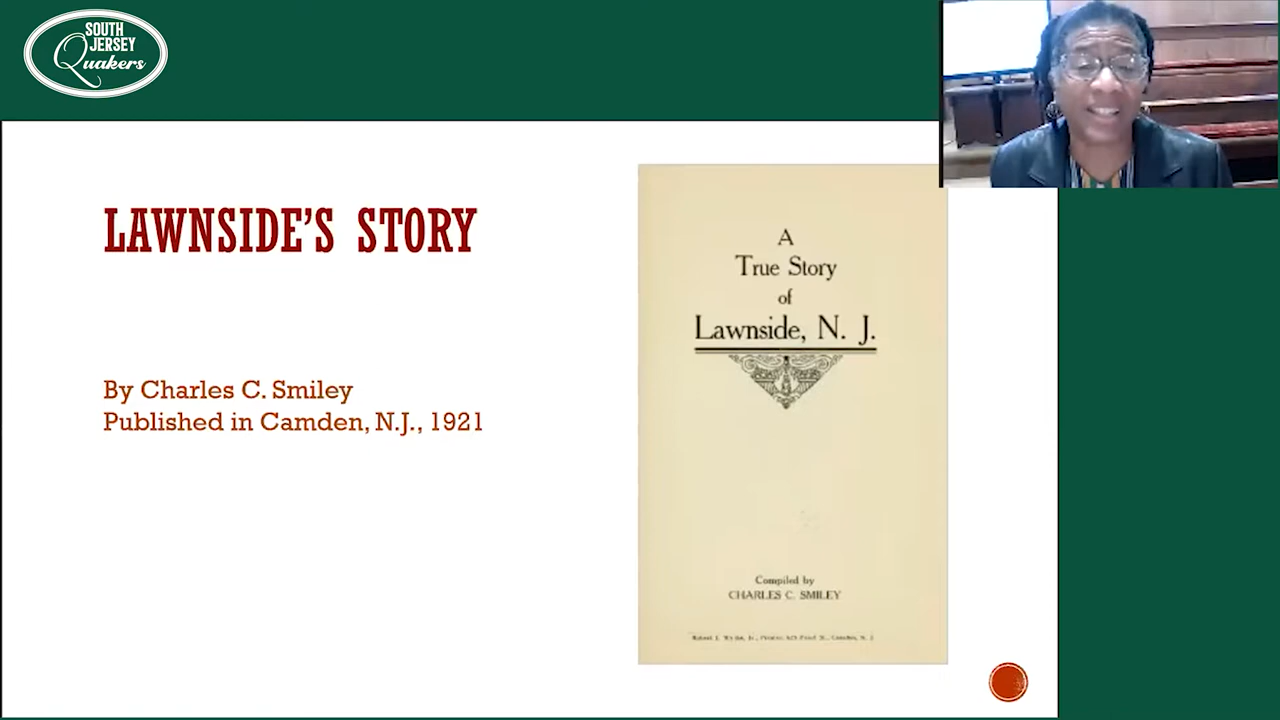 SOUTH
JERSEY
Quakers
LAWNSIDE'S STORY
By Charles C. Smiley
Published in Camden, N.J., 1921
A
True Story
of
Lawnside, N. J.
Compiled by
CHARLES C. SMILEY
Camden, N. J.